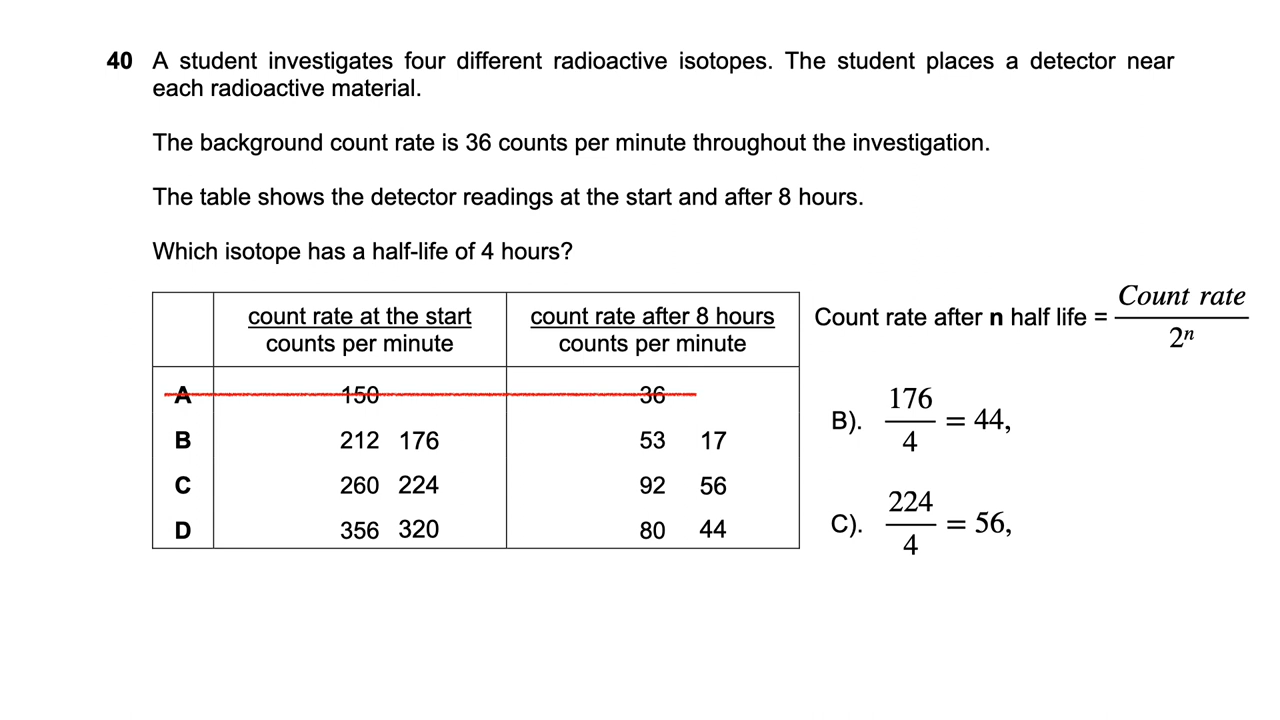 40 A student investigates four different radioactive isotopes. The student places a detector near
each radioactive material.
The background count rate is 36 counts per minute throughout the investigation.
The table shows the detector readings at the start and after 8 hours.
Which isotope has a half-life of 4 hours?
count rate at the start
counts per minute
count rate after 8 hours
counts per minute
Count rate after n half life = Count rate / 2^n
A 150 36
B 212 176 53 17
C 260 224 92 56
D 356 320 80 44
B). 176/4 = 44,
C). 224/4 = 56,